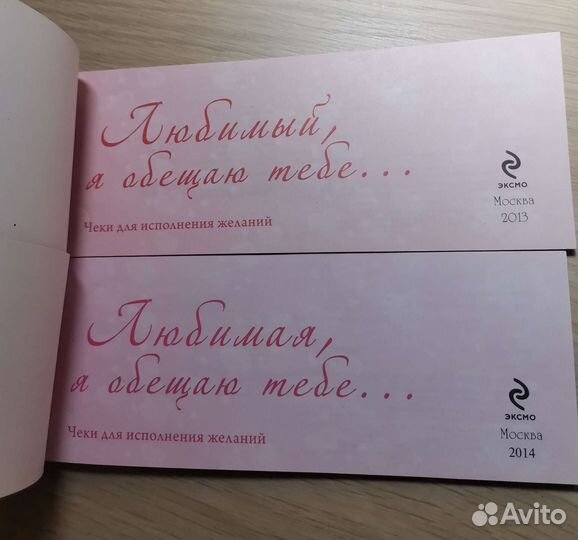 Любимый,
я обещаю тебе...
Чеки для исполнения желаний
ЭКСМО
Москва
2013
Любимая,
я обещаю тебе...
Чеки для исполнения желаний
ЭКСМО
Москва
2014
Avito